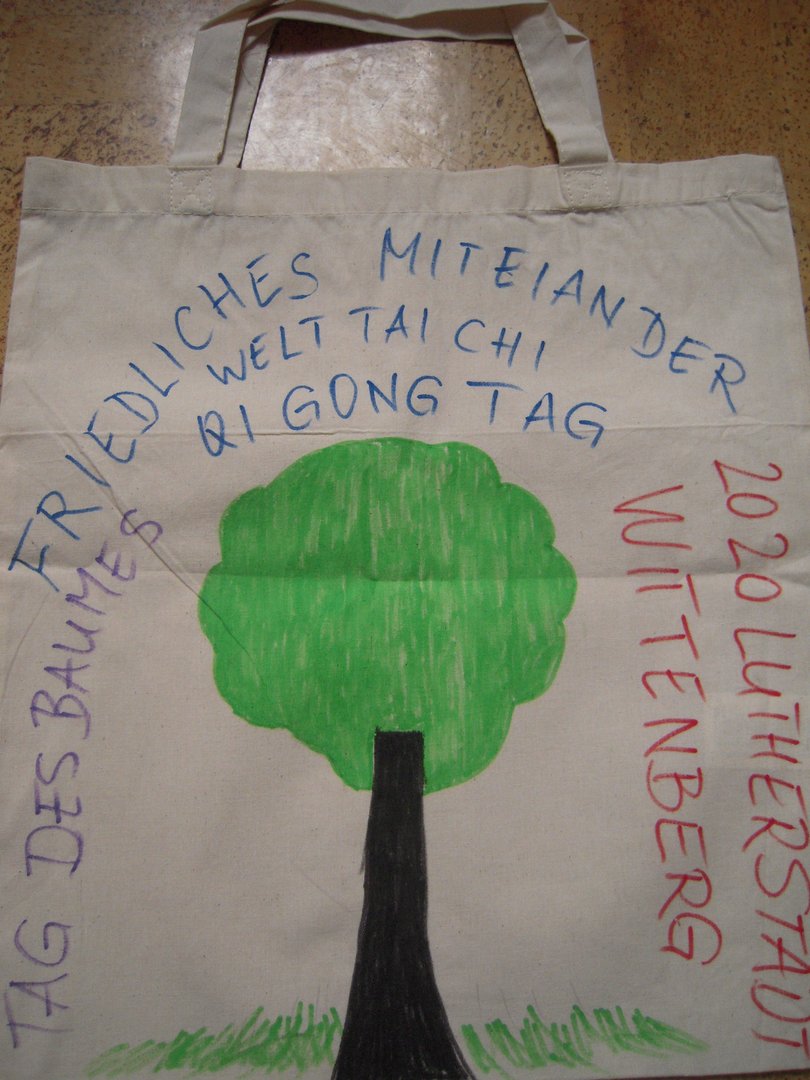 FRIEDLICHES MITEIANDER
WELT TAI CHI
QI GONG TAG
TAG DES BAUMES
2020 LUTHERSTADT
WITTENBERG